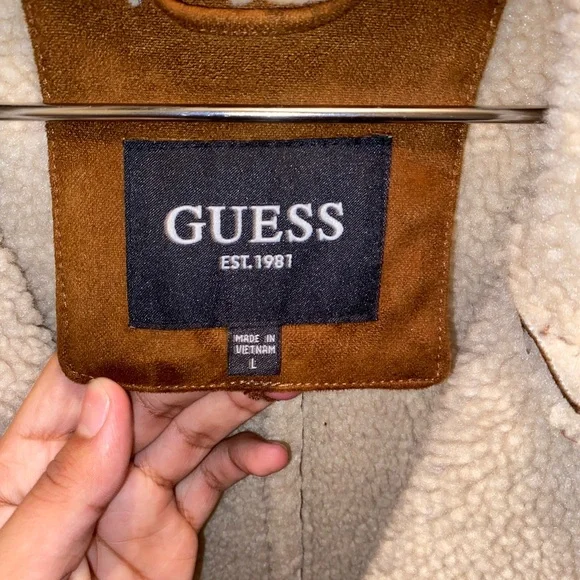 GUESS
EST.1981
MADE IN
VIETNAM
L